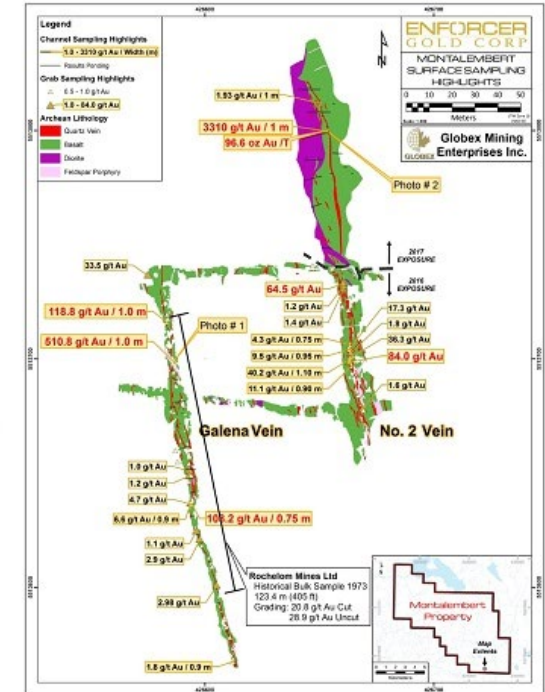 Legend
Channel Sampling Highlights
1.0 - 3310 g/t Au / Width (m)
Results Pending
Grab Sampling Highlights
0.5 - 1.0 g/t Au
1.0 - 84.0 g/t Au
Archean Lithology
Quartz Vein
Basalt
Diorite
Feldspar Porphyry
ENFORCER
GOLD CORP
MONTALEMBERT
SURFACE SAMPLING
HIGHLIGHTS
0 10 20 30 40 50
Meters
GLOBEX
Globex Mining
Enterprises Inc.
1.93 g/t Au / 1 m
3310 g/t Au / 1 m
96.6 oz Au /T
Photo # 2
2017
EXPOSURE
2016
EXPOSURE
33.5 g/t Au
64.5 g/t Au
1.2 g/t Au
1.4 g/t Au
17.3 g/t Au
1.8 g/t Au
36.3 g/t Au
84.0 g/t Au
118.8 g/t Au / 1.0 m
Photo # 1
510.8 g/t Au / 1.0 m
4.3 g/t Au / 0.75 m
9.5 g/t Au / 0.95 m
40.2 g/t Au / 1.10 m
11.1 g/t Au / 0.90 m
1.6 g/t Au
Galena Vein
No. 2 Vein
1.0 g/t Au
1.2 g/t Au
4.7 g/t Au
6.6 g/t Au / 0.9 m
106.2 g/t Au / 0.75 m
1.1 g/t Au
2.9 g/t Au
2.98 g/t Au
1.8 g/t Au / 0.9 m
Rochelom Mines Ltd
Historical Bulk Sample 1973
123.4 m (405 ft)
Grading: 20.8 g/t Au Cut
28.9 g/t Au Uncut
Montalembert
Property
Map
Extents